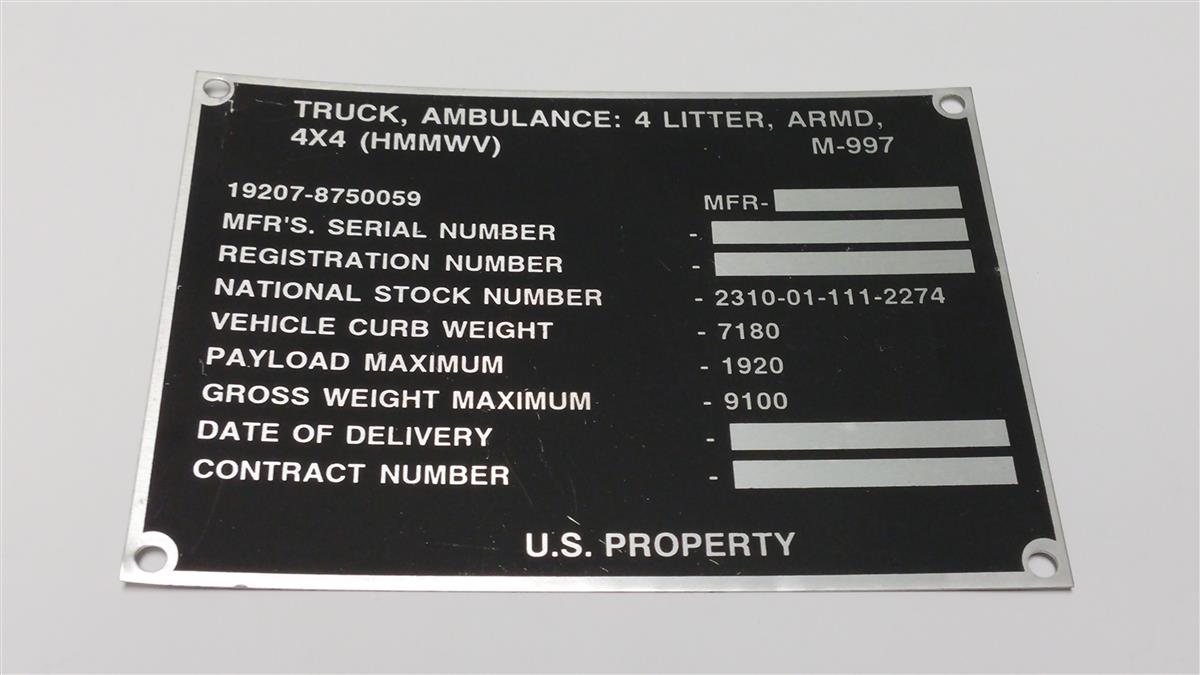 TRUCK, AMBULANCE: 4 LITTER, ARMD,
4X4 (HMMWV) M-997
19207-8750059 MFR-
MFR'S. SERIAL NUMBER -
REGISTRATION NUMBER -
NATIONAL STOCK NUMBER - 2310-01-111-2274
VEHICLE CURB WEIGHT - 7180
PAYLOAD MAXIMUM - 1920
GROSS WEIGHT MAXIMUM - 9100
DATE OF DELIVERY -
CONTRACT NUMBER -
U.S. PROPERTY